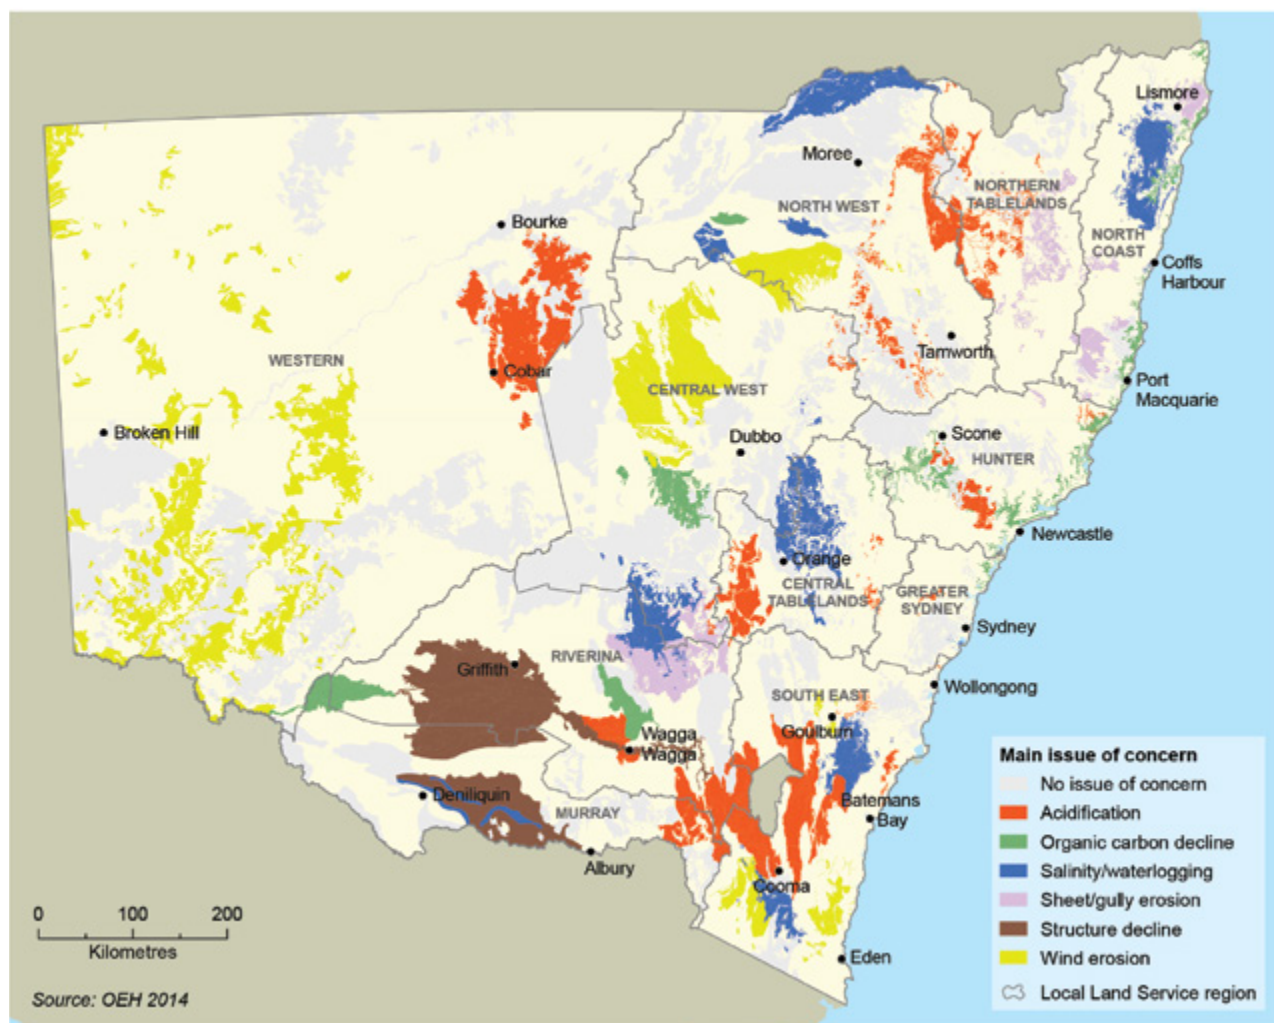 Lismore
Moree
NORTHERN
TABLELANDS
NORTH WEST
Bourke
NORTH
COAST
Coffs
Harbour
WESTERN
Cobar
Tamworth
CENTRAL WEST
Port
Macquarie
Broken Hill
Dubbo
Scone
HUNTER
Newcastle
Orange
CENTRAL
TABLELANDS
GREATER
SYDNEY
Sydney
Griffith
RIVERINA
Wollongong
SOUTH EAST
Goulburn
Wagga
Wagga
Deniliquin
MURRAY
Batemans
Bay
Albury
Cooma
Eden
Main issue of concern
No issue of concern
Acidification
Organic carbon decline
Salinity/waterlogging
Sheet/gully erosion
Structure decline
Wind erosion
Local Land Service region
0 100 200
Kilometres
Source: OEH 2014